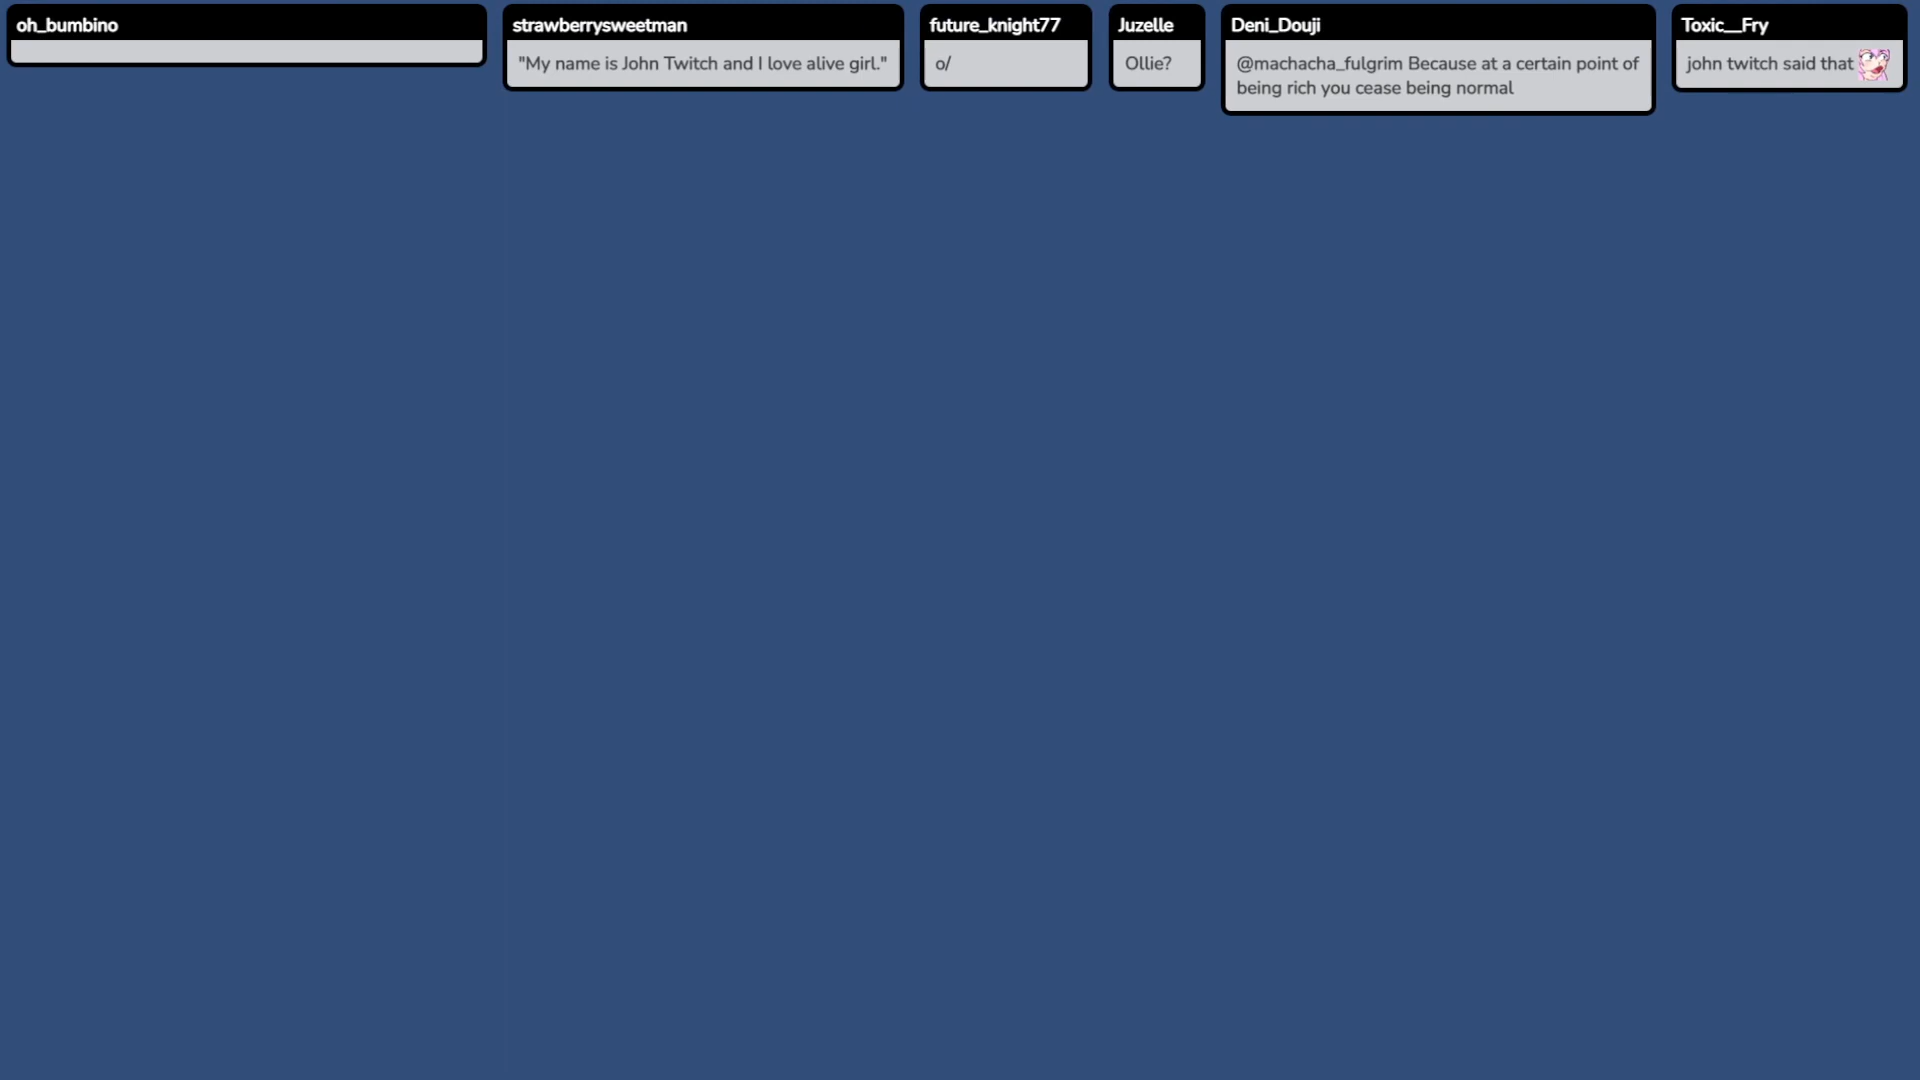 oh_bumbino
strawberrysweetman
"My name is John Twitch and I love alive girl."
future_knight77
o/
Juzelle
Ollie?
Deni_Douji
@machacha_fulgrim Because at a certain point of
being rich you cease being normal
Toxic__Fry
john twitch said that